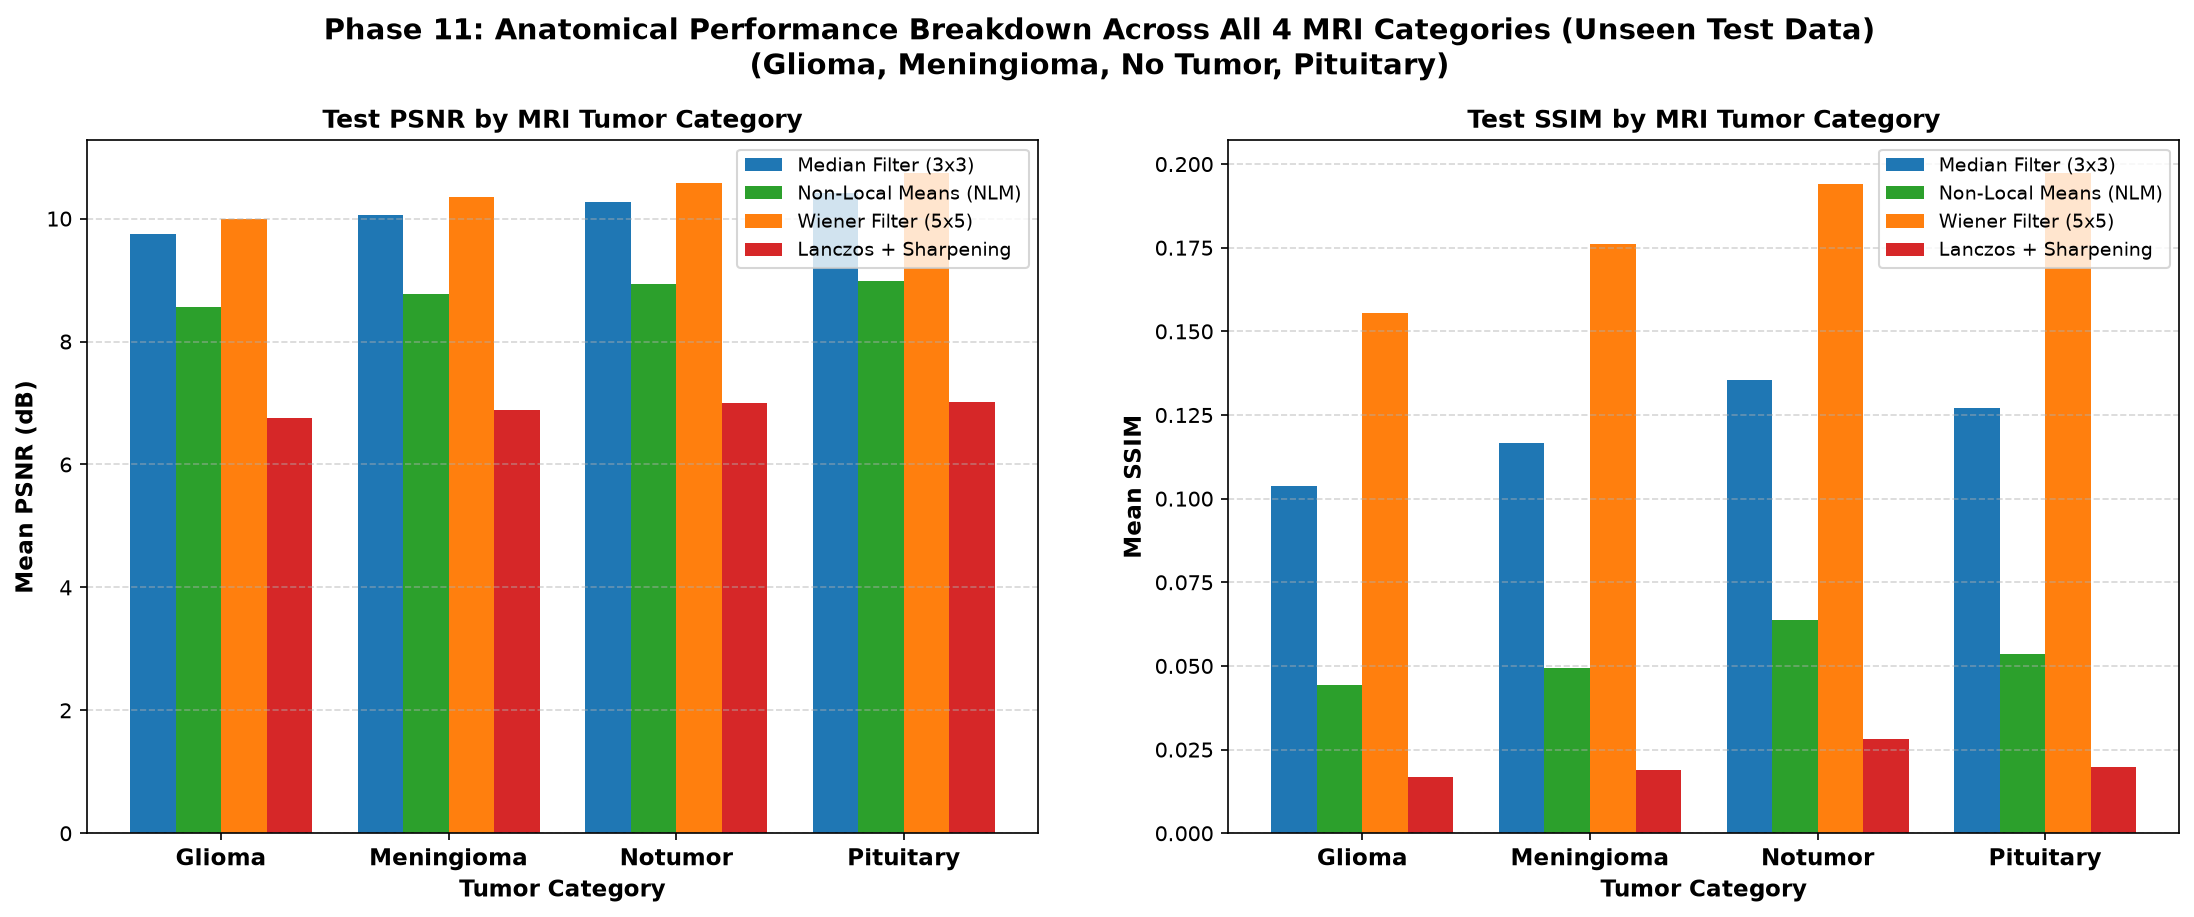 Phase 11: Anatomical Performance Breakdown Across All 4 MRI Categories (Unseen Test Data)
(Glioma, Meningioma, No Tumor, Pituitary)
Test PSNR by MRI Tumor Category
Median Filter (3x3)
Non-Local Means (NLM)
Wiener Filter (5x5)
Lanczos + Sharpening
Mean PSNR (dB)
10
8
6
4
2
0
Glioma
Meningioma
Notumor
Pituitary
Tumor Category
Test SSIM by MRI Tumor Category
Median Filter (3x3)
Non-Local Means (NLM)
Wiener Filter (5x5)
Lanczos + Sharpening
Mean SSIM
0.200
0.175
0.150
0.125
0.100
0.075
0.050
0.025
0.000
Glioma
Meningioma
Notumor
Pituitary
Tumor Category